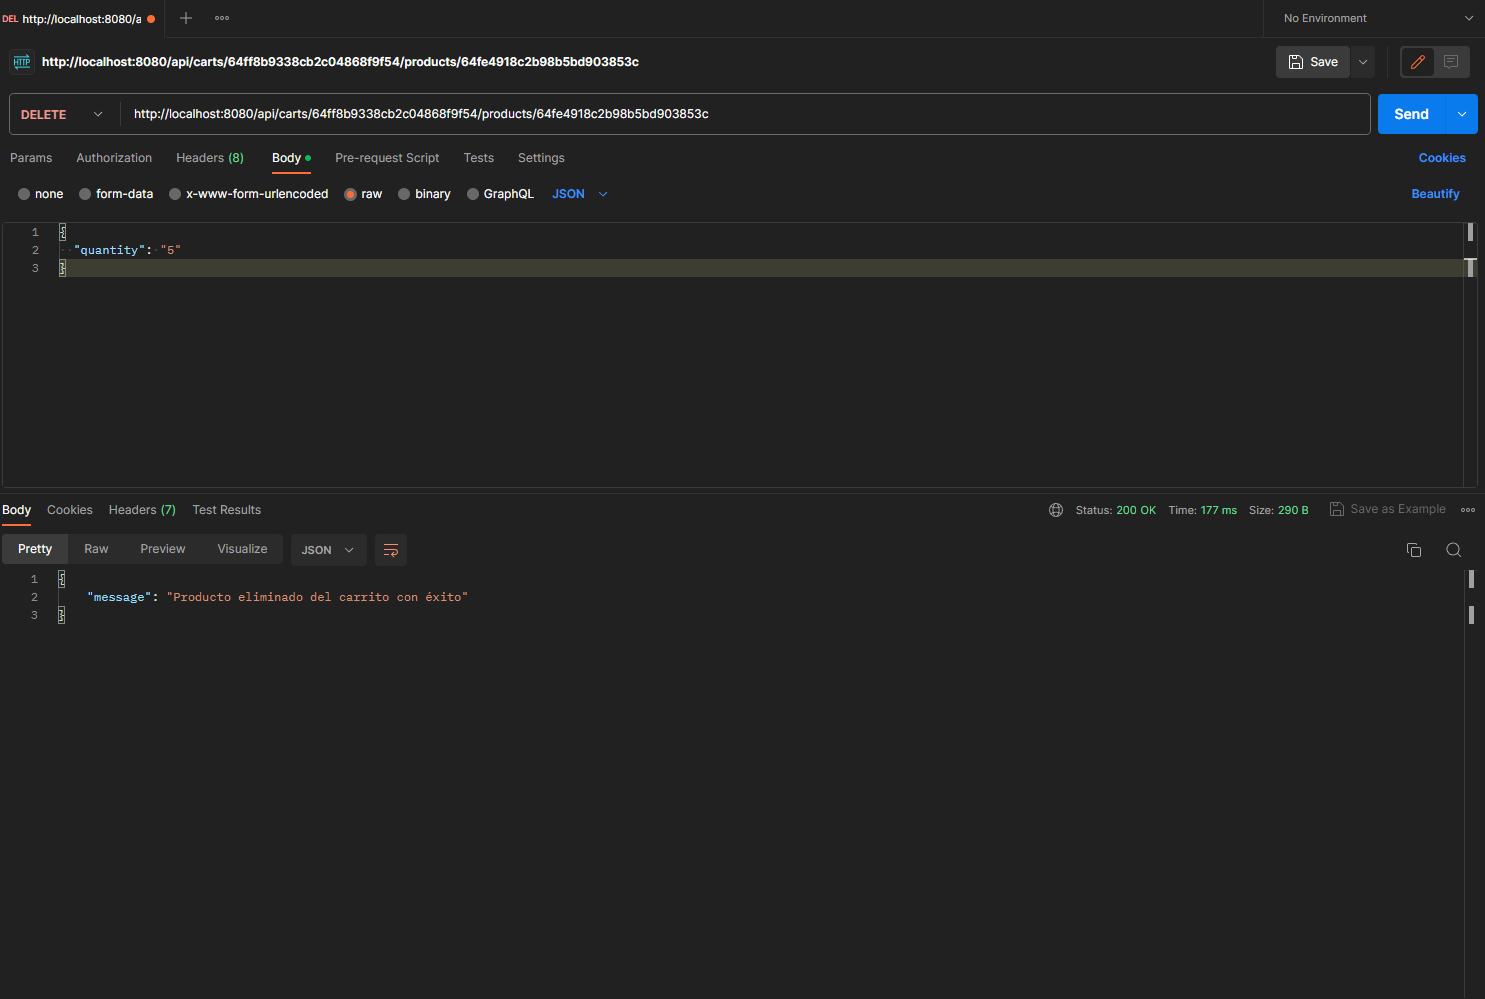 DEL http://localhost:8080/a
No Environment
HTTP http://localhost:8080/api/carts/64ff8b9338cb2c04868f9f54/products/64fe4918c2b98b5bd903853c
Save
DELETE http://localhost:8080/api/carts/64ff8b9338cb2c04868f9f54/products/64fe4918c2b98b5bd903853c Send
Params Authorization Headers (8) Body Pre-request Script Tests Settings Cookies
none form-data x-www-form-urlencoded raw binary GraphQL JSON Beautify
1 {
2 "quantity": "5"
3 }
Body Cookies Headers (7) Test Results Status: 200 OK Time: 177 ms Size: 290 B Save as Example
Pretty Raw Preview Visualize JSON
1 {
2 "message": "Producto eliminado del carrito con éxito"
3 }